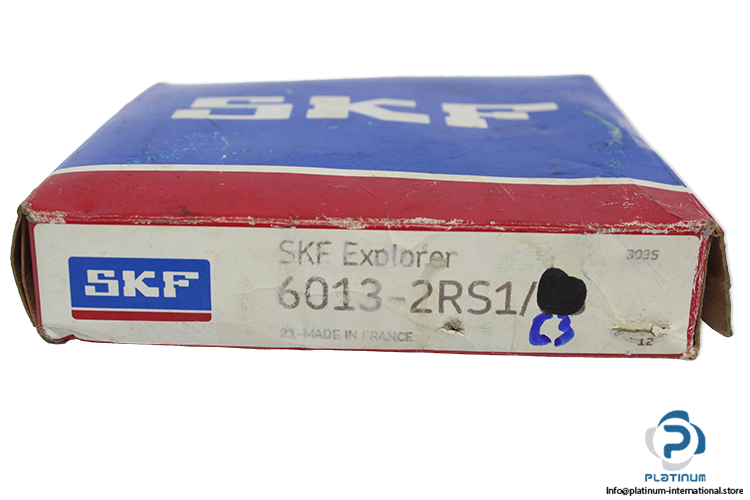 SKF
SKF Explorer
3035
SKF
6013-2RS1/
C3
21-MADE IN FRANCE
12
PLATINUM
Info@platinum-international.store